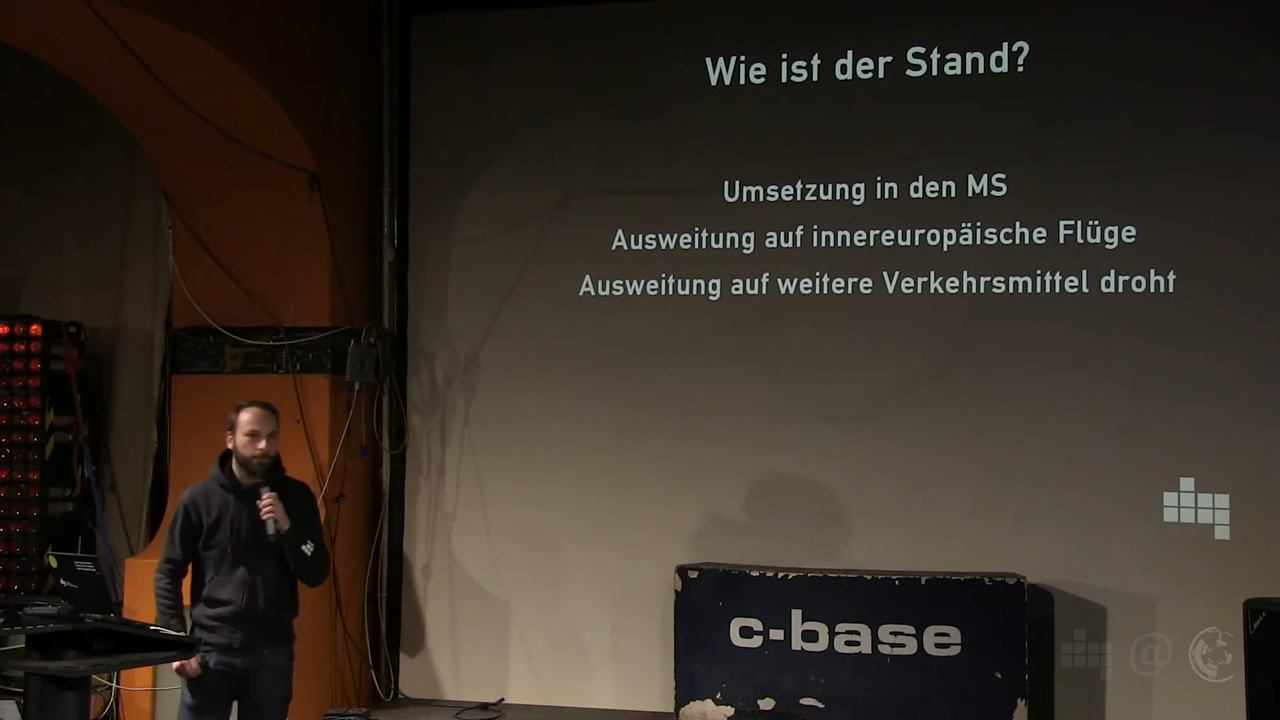 Wie ist der Stand?
Umsetzung in den MS
Ausweitung auf innereuropäische Flüge
Ausweitung auf weitere Verkehrsmittel droht
c-base
@